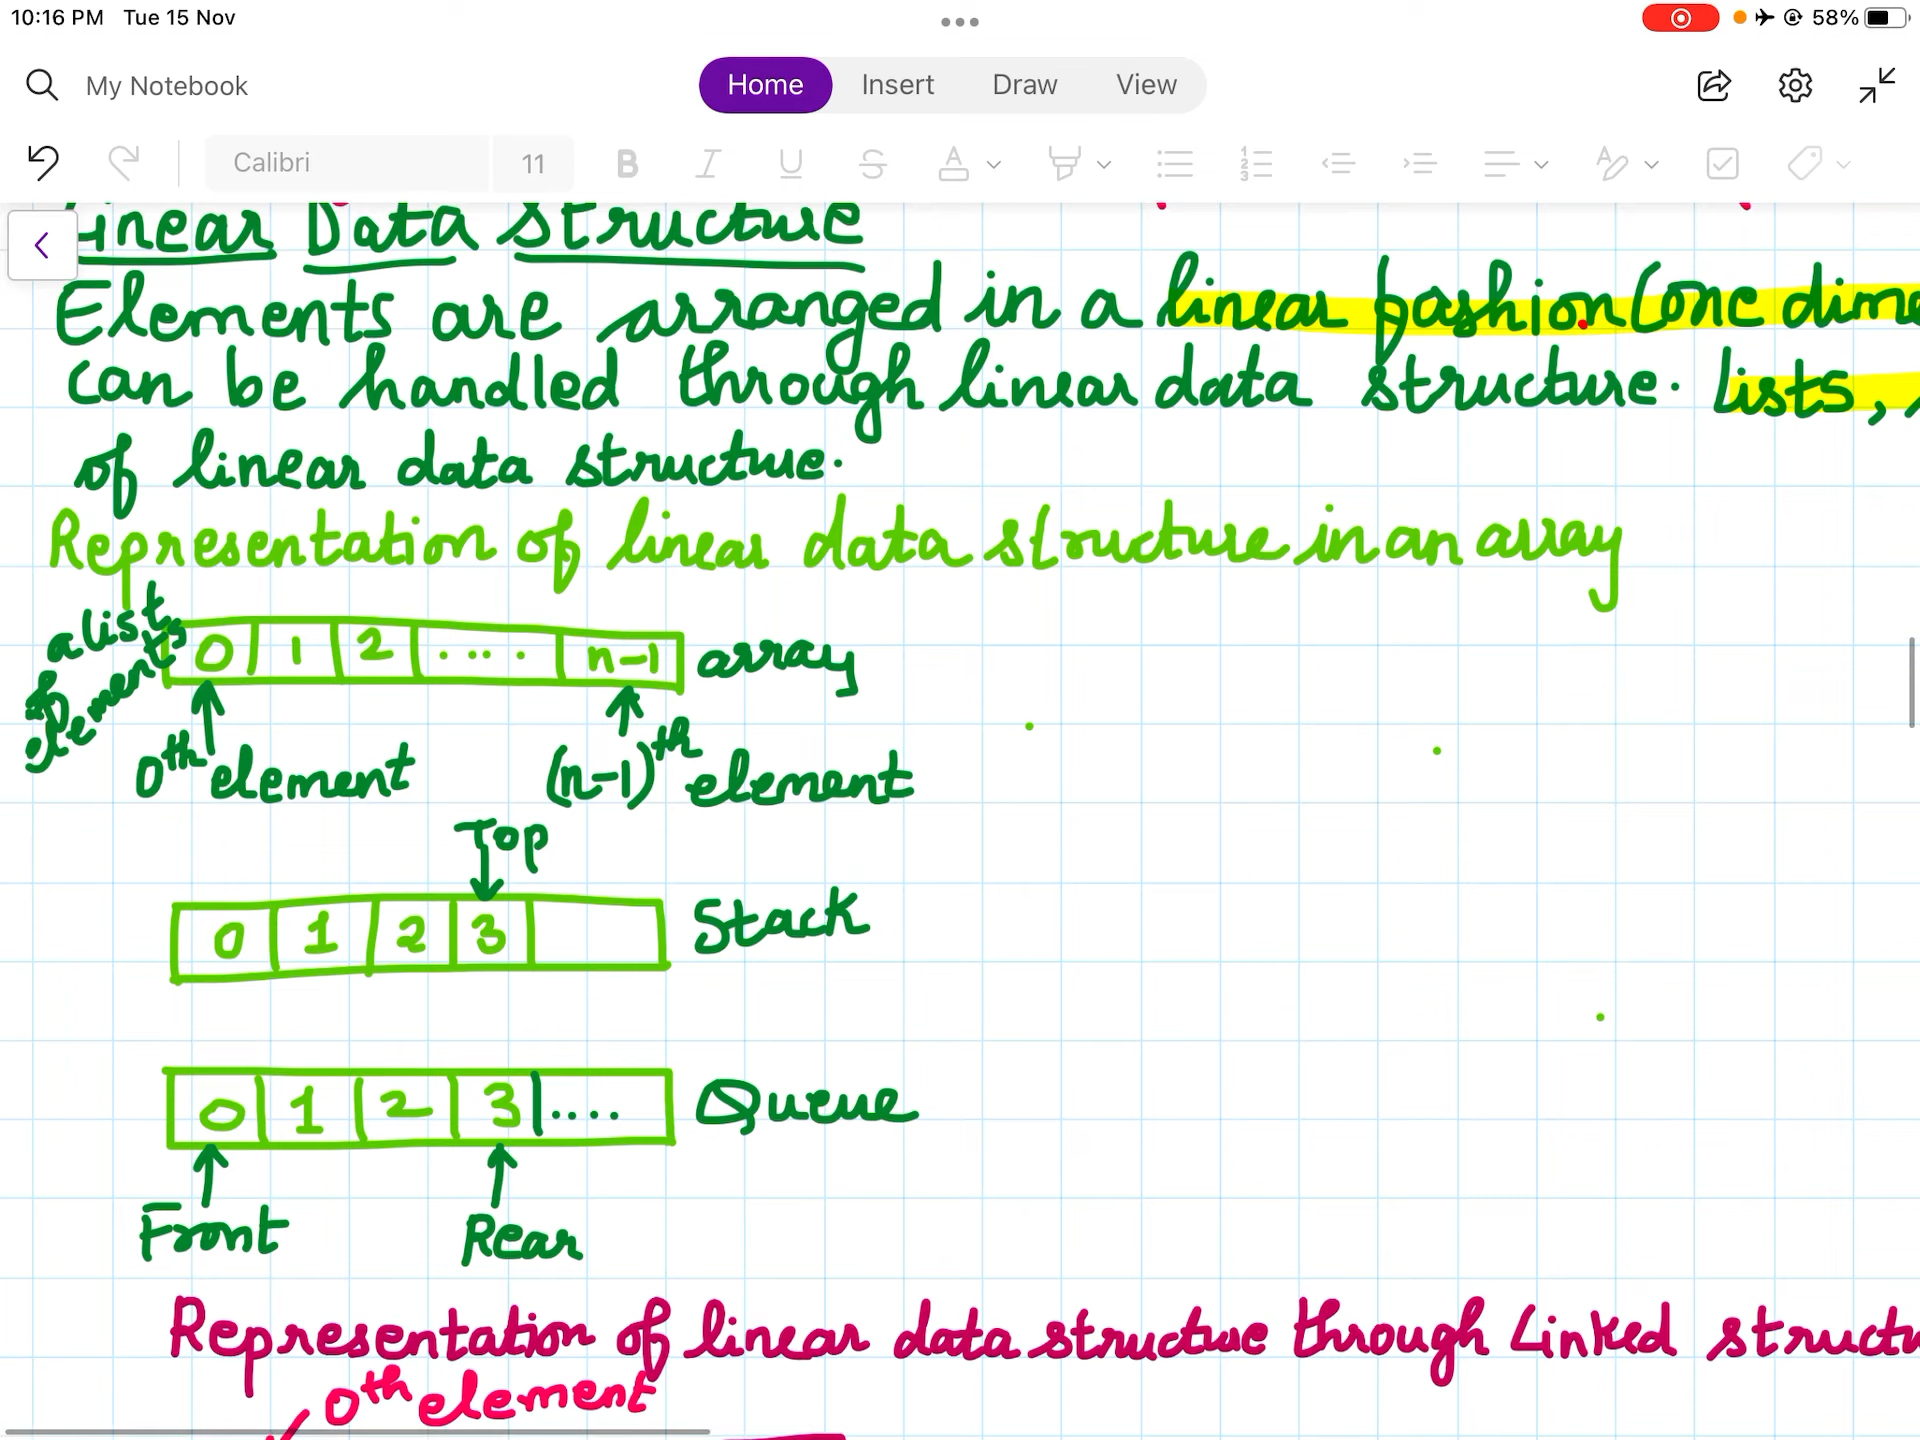 10:16 PM Tue 15 Nov
58%
My Notebook
Home Insert Draw View
Calibri 11 B I U S A
Linear Data Structure
Elements are arranged in a linear fashion (one dime
can be handled through linear data structure. Lists,
of linear data structure.
Representation of linear data structure in an array
a list of elements
0 1 2 .... n-1 array
0th element (n-1)th element
Top
0 1 2 3 Stack
0 1 2 3 .... Queue
Front Rear
Representation of linear data structure through Linked structu
0th element